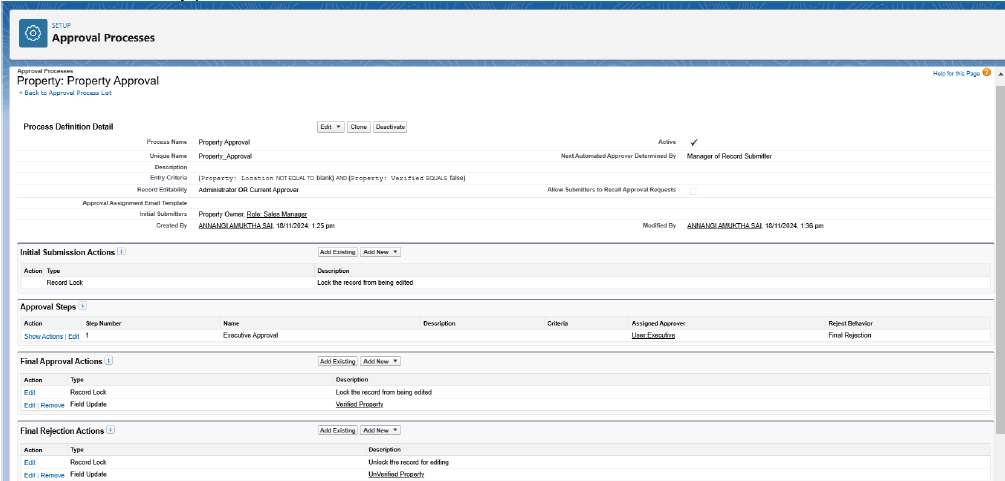 SETUP
Approval Processes
Approval Processes
Property: Property Approval
Help for this Page
« Back to Approval Process List
Process Definition Detail Edit Clone Deactivate
Process Name Property Approval Active
Unique Name Property_Approval Next Automated Approver Determined By Manager of Record Submitter
Description
Entry Criteria (Property: Location NOT EQUAL TO blank) AND (Property: Verified EQUALS false)
Record Editability Administrator OR Current Approver Allow Submitters to Recall Approval Requests
Approval Assignment Email Template
Initial Submitters Property Owner, Role: Sales Manager
Created By ANNANGI AMUKTHA SAI, 18/11/2024, 1:25 pm Modified By ANNANGI AMUKTHA SAI, 18/11/2024, 1:36 pm
Initial Submission Actions i Add Existing Add New
Action Type Description
Record Lock Lock the record from being edited
Approval Steps i
Action Step Number Name Description Criteria Assigned Approver Reject Behavior
Show Actions | Edit 1 Executive Approval User:Executive Final Rejection
Final Approval Actions i Add Existing Add New
Action Type Description
Edit Record Lock Lock the record from being edited
Edit | Remove Field Update Verified Property
Final Rejection Actions i Add Existing Add New
Action Type Description
Edit Record Lock Unlock the record for editing
Edit | Remove Field Update UnVerified Property